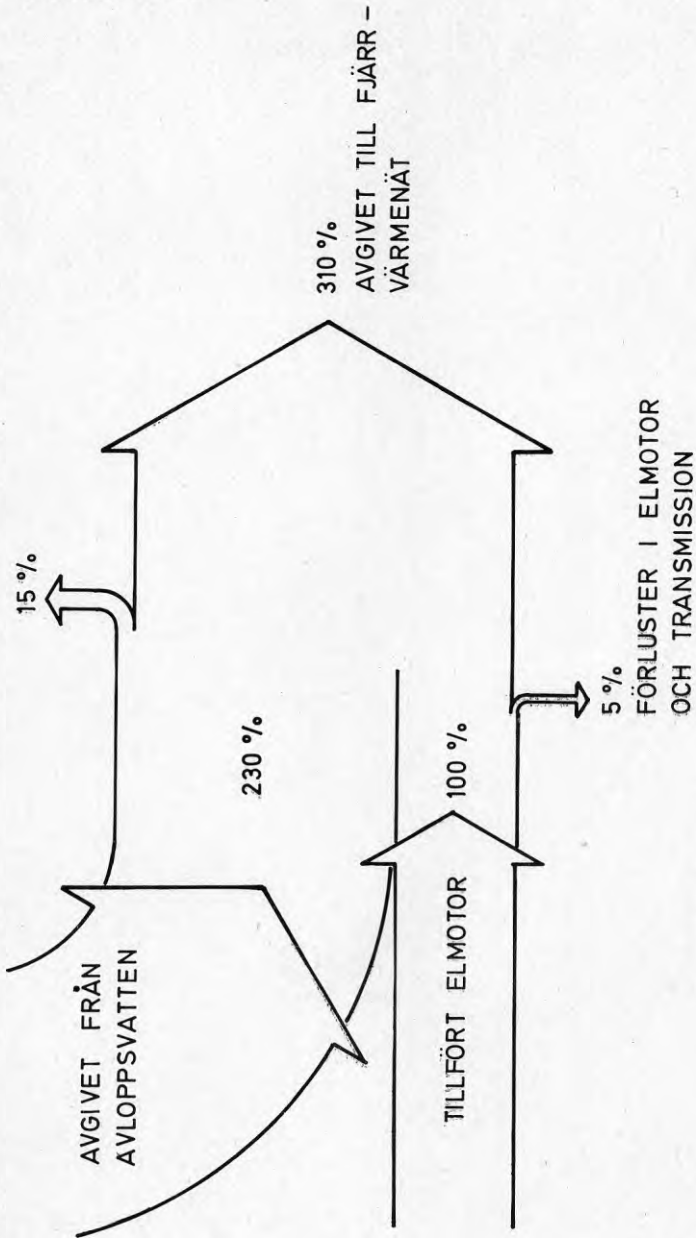 AVGIVET FRÅN
AVLOPPSVATTEN
15 %
230 %
310 %
AVGIVET TILL FJÄRR –
VÄRMENÄT
TILLFÖRT ELMOTOR
100 %
5 %
FÖRLUSTER I ELMOTOR
OCH TRANSMISSION